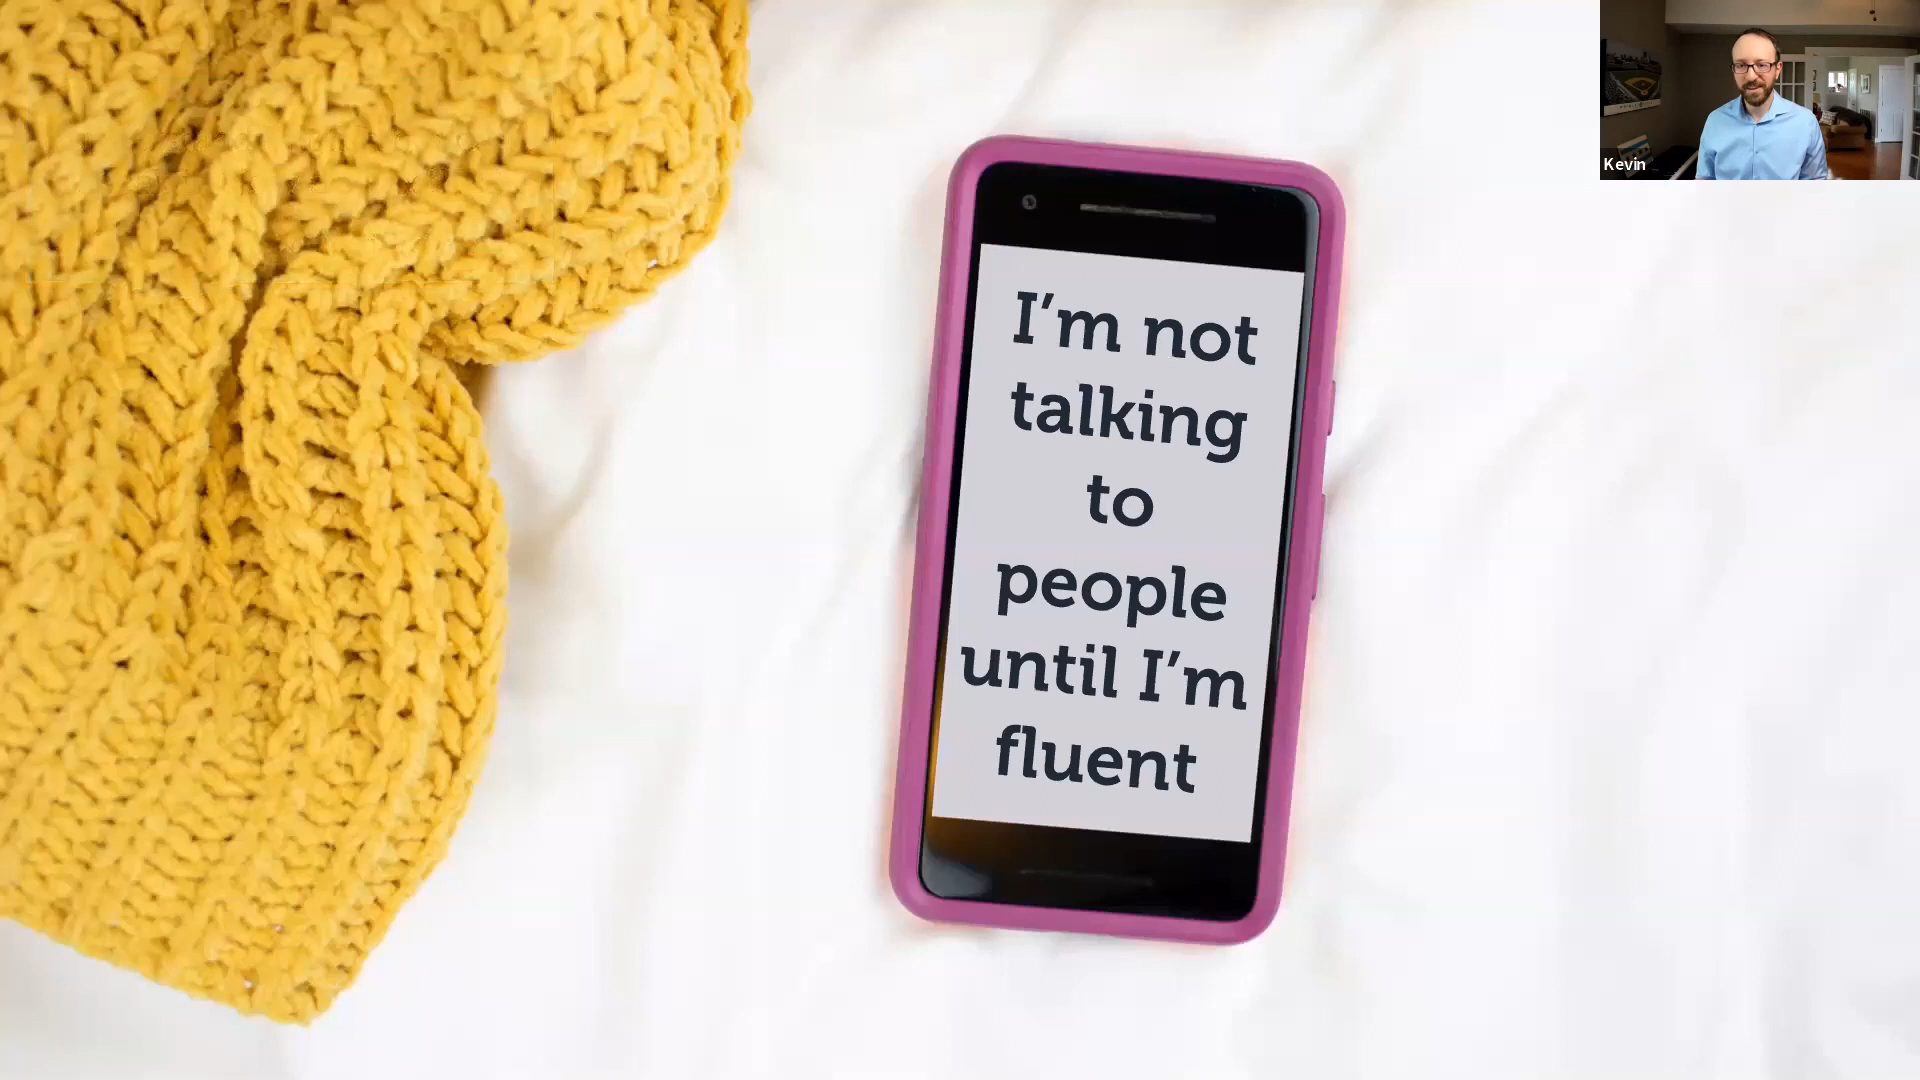 I'm not
talking
to
people
until I'm
fluent
Kevin